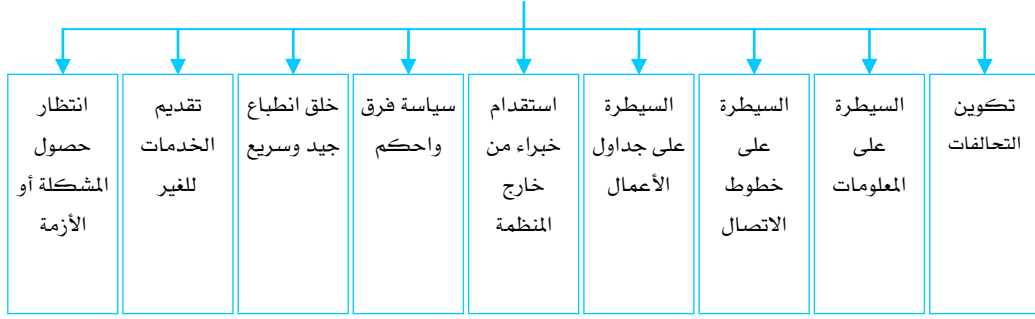 تكوين
التحالفات
السيطرة
على
المعلومات
السيطرة
على
خطوط
الاتصال
السيطرة
على جداول
الأعمال
استقدام
خبراء من
خارج
المنظمة
سياسة فرق
واحكم
خلق انطباع
جيد وسريع
تقديم
الخدمات
للغير
انتظار
حصول
المشكلة أو
الأزمة